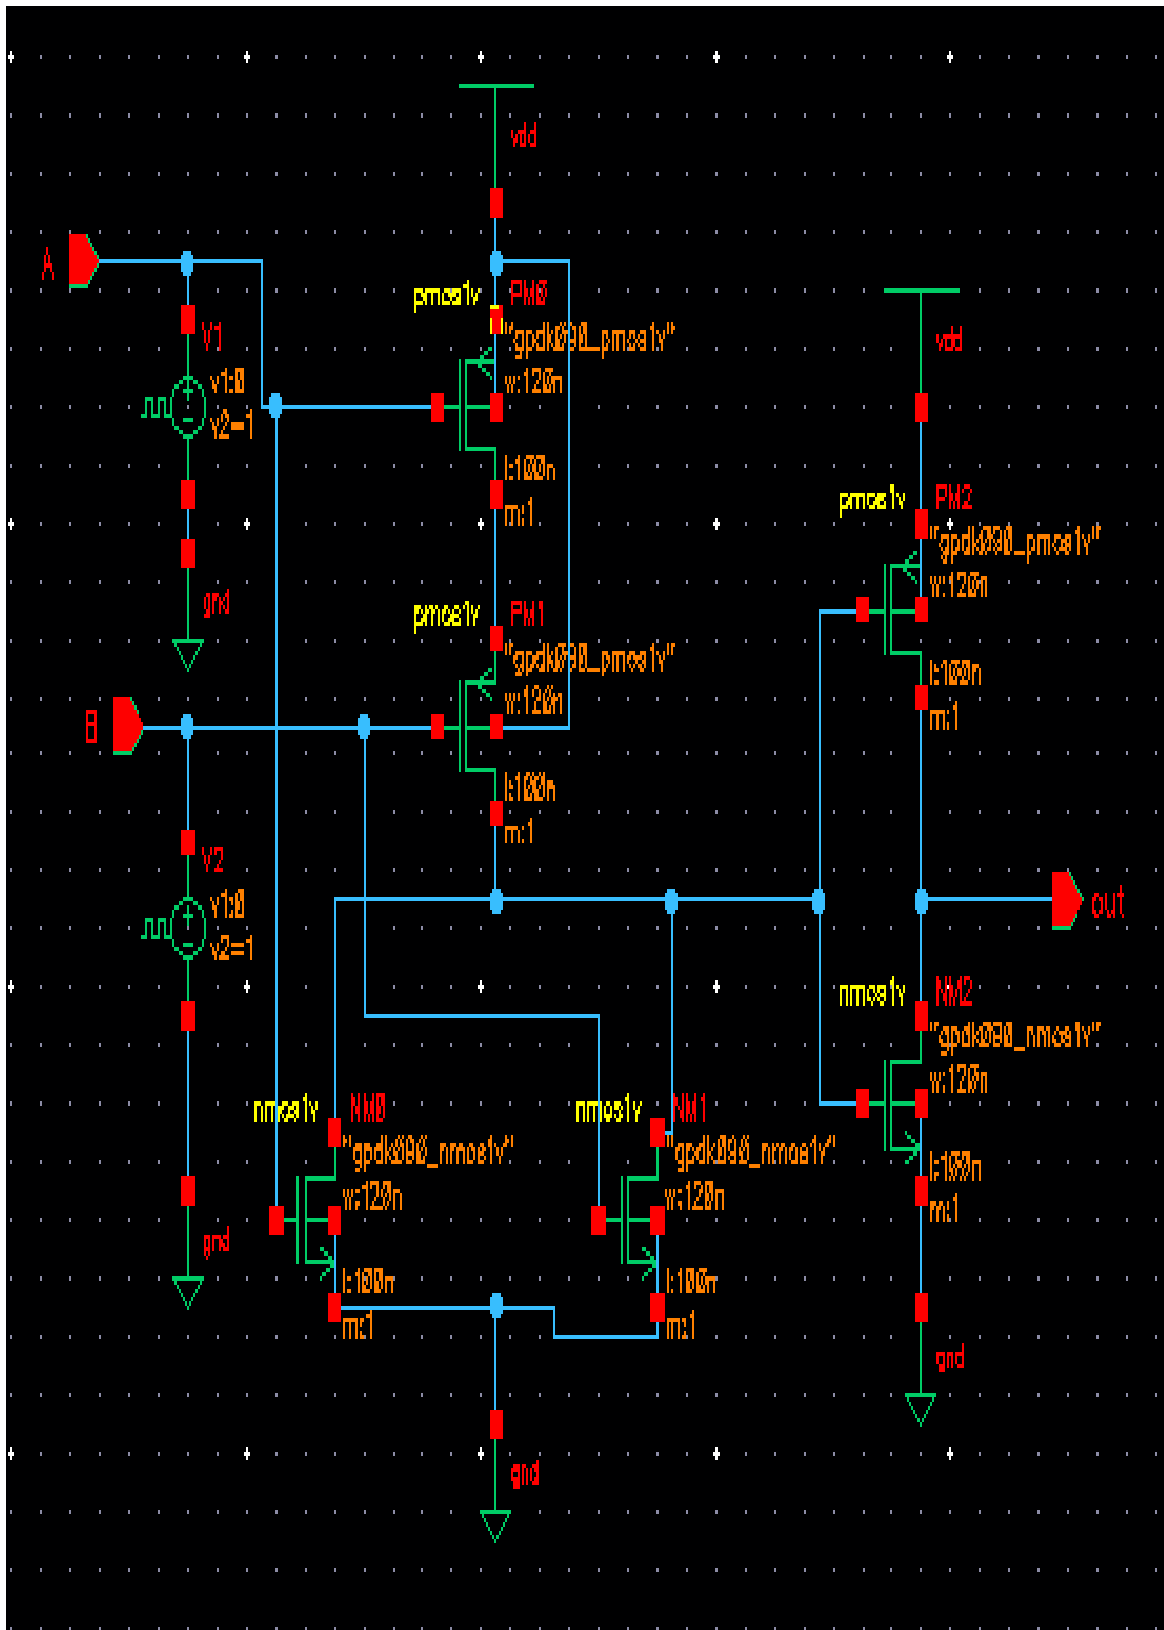 vdd
A
pmos1v PM0
"gpdk090_pmos1v"
V1
vdd
v1:0
w:120n
v2=1
l:100n
m:1
pmos1v PM2
"gpdk090_pmos1v"
w:120n
gnd
pmos1v PM1
"gpdk090_pmos1v"
l:100n
w:120n
m:1
B
l:100n
m:1
V2
v1:0
out
v2=1
nmos1v NM2
"gpdk090_nmos1v"
w:120n
nmos1v NM0
nmos1v NM1
"gpdk090_nmos1v"
"gpdk090_nmos1v"
l:100n
w:120n
w:120n
m:1
gnd
l:100n
l:100n
m:1
m:1
gnd
gnd